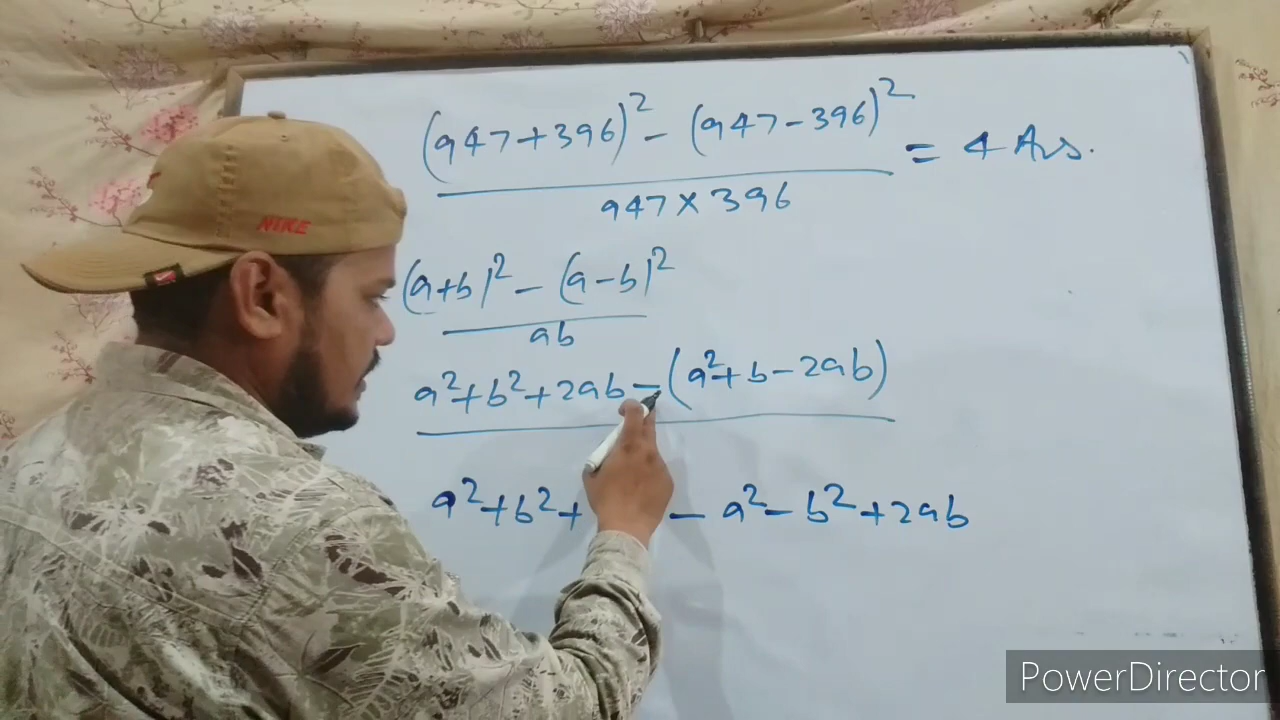 (947+396)² - (947-396)² = 4 Ans.
947×396
(a+b)² - (a-b)²
ab
a²+b²+2ab-(a²+b-2ab)
a²+b²+ - a²-b²+2ab
NIKE
PowerDirector